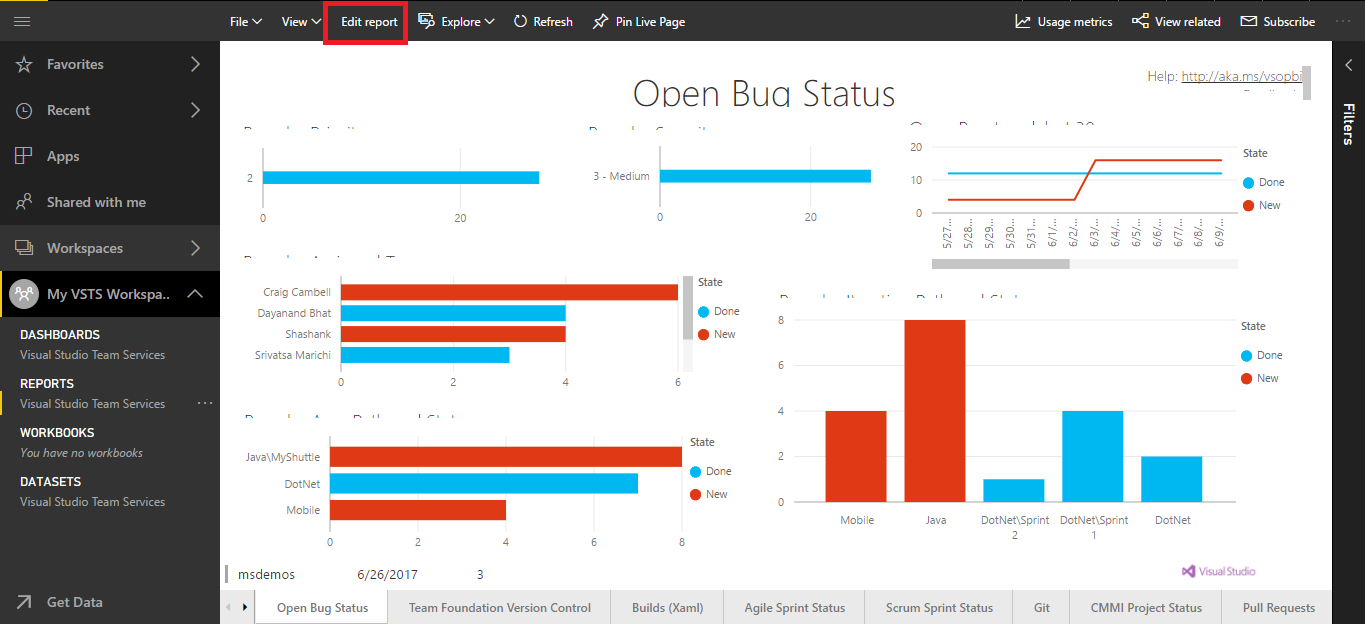 File View Edit report Explore Refresh Pin Live Page Usage metrics View related Subscribe
Favorites
Recent
Apps
Shared with me
Workspaces
My VSTS Workspa..
DASHBOARDS
Visual Studio Team Services
REPORTS
Visual Studio Team Services
WORKBOOKS
You have no workbooks
DATASETS
Visual Studio Team Services
Get Data
Open Bug Status
Help: http://aka.ms/vsopbi
Filters
2
0 20
3 - Medium
0 20
20
10
0
5/27...
5/28...
5/29...
5/30...
5/31...
6/1/...
6/2/...
6/3/...
6/4/...
6/5/...
6/6/...
6/7/...
6/8/...
6/9/...
State
Done
New
Craig Cambell
Dayanand Bhat
Shashank
Srivatsa Marichi
0 2 4 6
State
Done
New
Java\MyShuttle
DotNet
Mobile
0 2 4 6 8
State
Done
New
8
6
4
2
0
Mobile
Java
DotNet\Sprint
2
DotNet\Sprint
1
DotNet
State
Done
New
msdemos 6/26/2017 3
Visual Studio
Open Bug Status Team Foundation Version Control Builds (Xaml) Agile Sprint Status Scrum Sprint Status Git CMMI Project Status Pull Requests